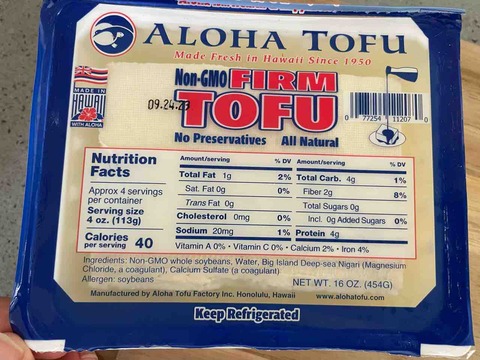 ALOHA TOFU
Made Fresh in Hawaii Since 1950
Non-GMO FIRM
TOFU
No Preservatives All Natural
MADE IN
HAWAII
WITH ALOHA
09.24.23
0 77254 11207 0
Nutrition
Facts
Approx 4 servings
per container
Serving size
4 oz. (113g)
Calories
per serving 40
Amount/serving % DV
Total Fat 1g 2%
Sat. Fat 0g 0%
Trans Fat 0g
Cholesterol 0mg 0%
Sodium 20mg 1%
Amount/serving % DV
Total Carb. 4g 1%
Fiber 2g 8%
Total Sugars 0g
Incl. 0g Added Sugars 0%
Protein 4g
Vitamin A 0% • Vitamin C 0% • Calcium 2% • Iron 4%
Ingredients: Non-GMO whole soybeans, Water, Big Island Deep-sea Nigari (Magnesium
Chloride, a coagulant), Calcium Sulfate (a coagulant)
Allergen: soybeans
NET WT. 16 OZ. (454G)
Manufactured by Aloha Tofu Factory Inc. Honolulu, Hawaii www.alohatofu.com
Keep Refrigerated